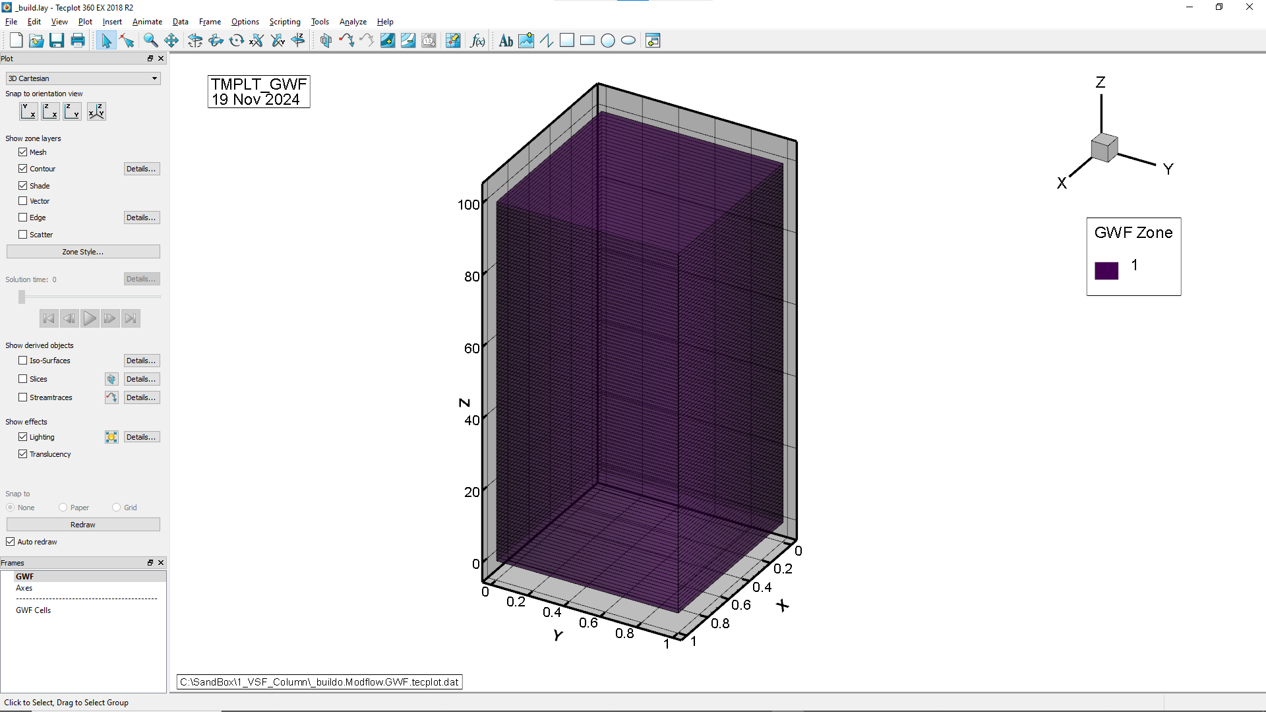 _build.lay - Tecplot 360 EX 2018 R2
File Edit View Plot Insert Animate Data Frame Options Scripting Tools Analyze Help
Plot
3D Cartesian
Snap to orientation view
Show zone layers
Mesh
Contour Details...
Shade
Vector
Edge Details...
Scatter
Zone Style...
Solution time: 0 Details...
Show derived objects
Iso-Surfaces Details...
Slices Details...
Streamtraces Details...
Show effects
Lighting Details...
Translucency
Snap to
None Paper Grid
Redraw
Auto redraw
Frames
GWF
Axes
GWF Cells
Click to Select, Drag to Select Group
TMPLT_GWF
19 Nov 2024
100
80
60
40
20
0
Z
0 0.2 0.4 0.6 0.8 1
Y
0
0.2
0.4
0.6
0.8
1
X
Z
X
Y
GWF Zone
1
C:\SandBox\1_VSF_Column\_buildo.Modflow.GWF.tecplot.dat